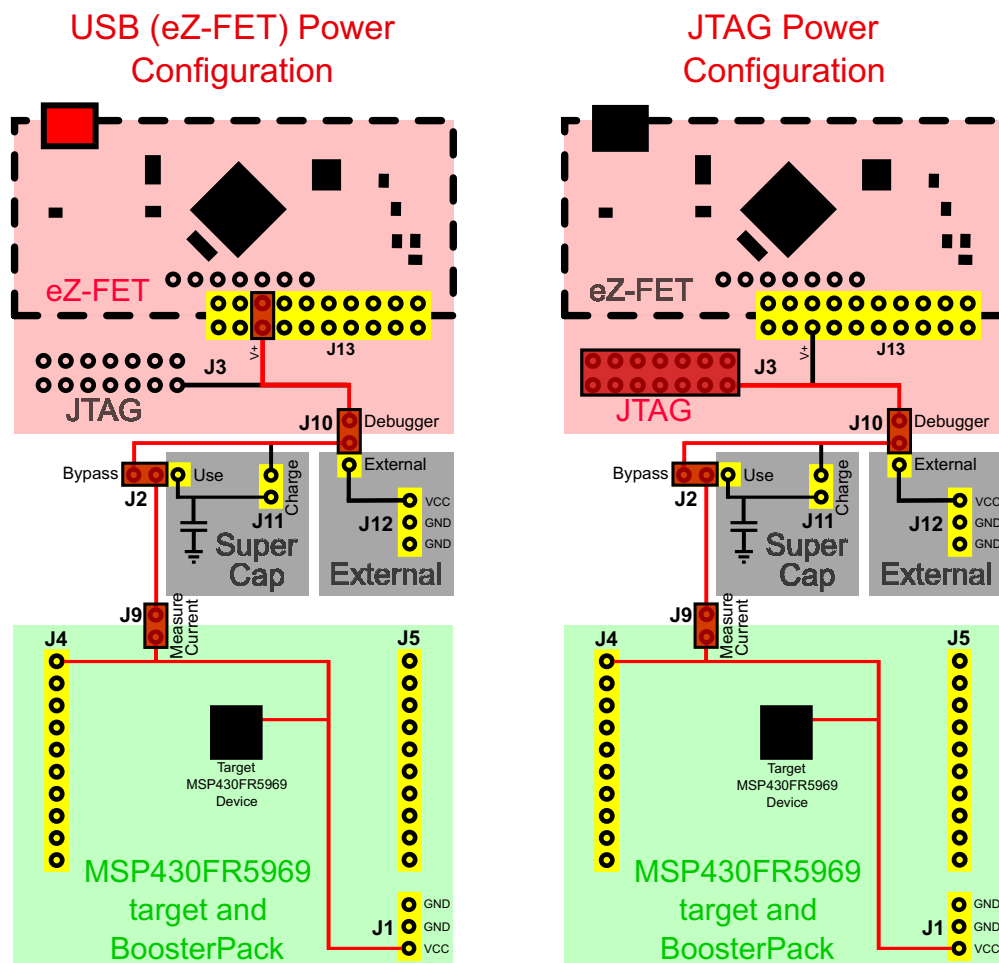 USB (eZ-FET) Power
Configuration
eZ-FET
V+
J13
J3
JTAG
J10
Debugger
Bypass
Use
Charge
External
J2
J11
J12
VCC
GND
GND
Super
Cap
External
J9
Measure
Current
J4
J5
Target
MSP430FR5969
Device
MSP430FR5969
target and
BoosterPack
J1
GND
GND
VCC
JTAG Power
Configuration
eZ-FET
V+
J13
J3
JTAG
J10
Debugger
Bypass
Use
Charge
External
J2
J11
J12
VCC
GND
GND
Super
Cap
External
J9
Measure
Current
J4
J5
Target
MSP430FR5969
Device
MSP430FR5969
target and
BoosterPack
J1
GND
GND
VCC